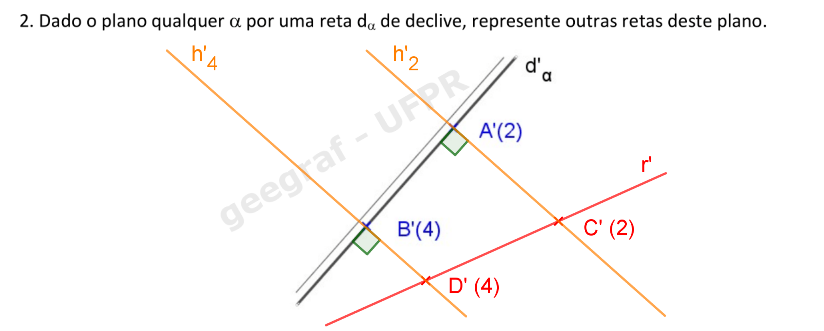 2. Dado o plano qualquer α por uma reta dα de declive, represente outras retas deste plano.
h'4
h'2
d'α
A'(2)
r'
B'(4)
C' (2)
D' (4)
geegraf - UFPR